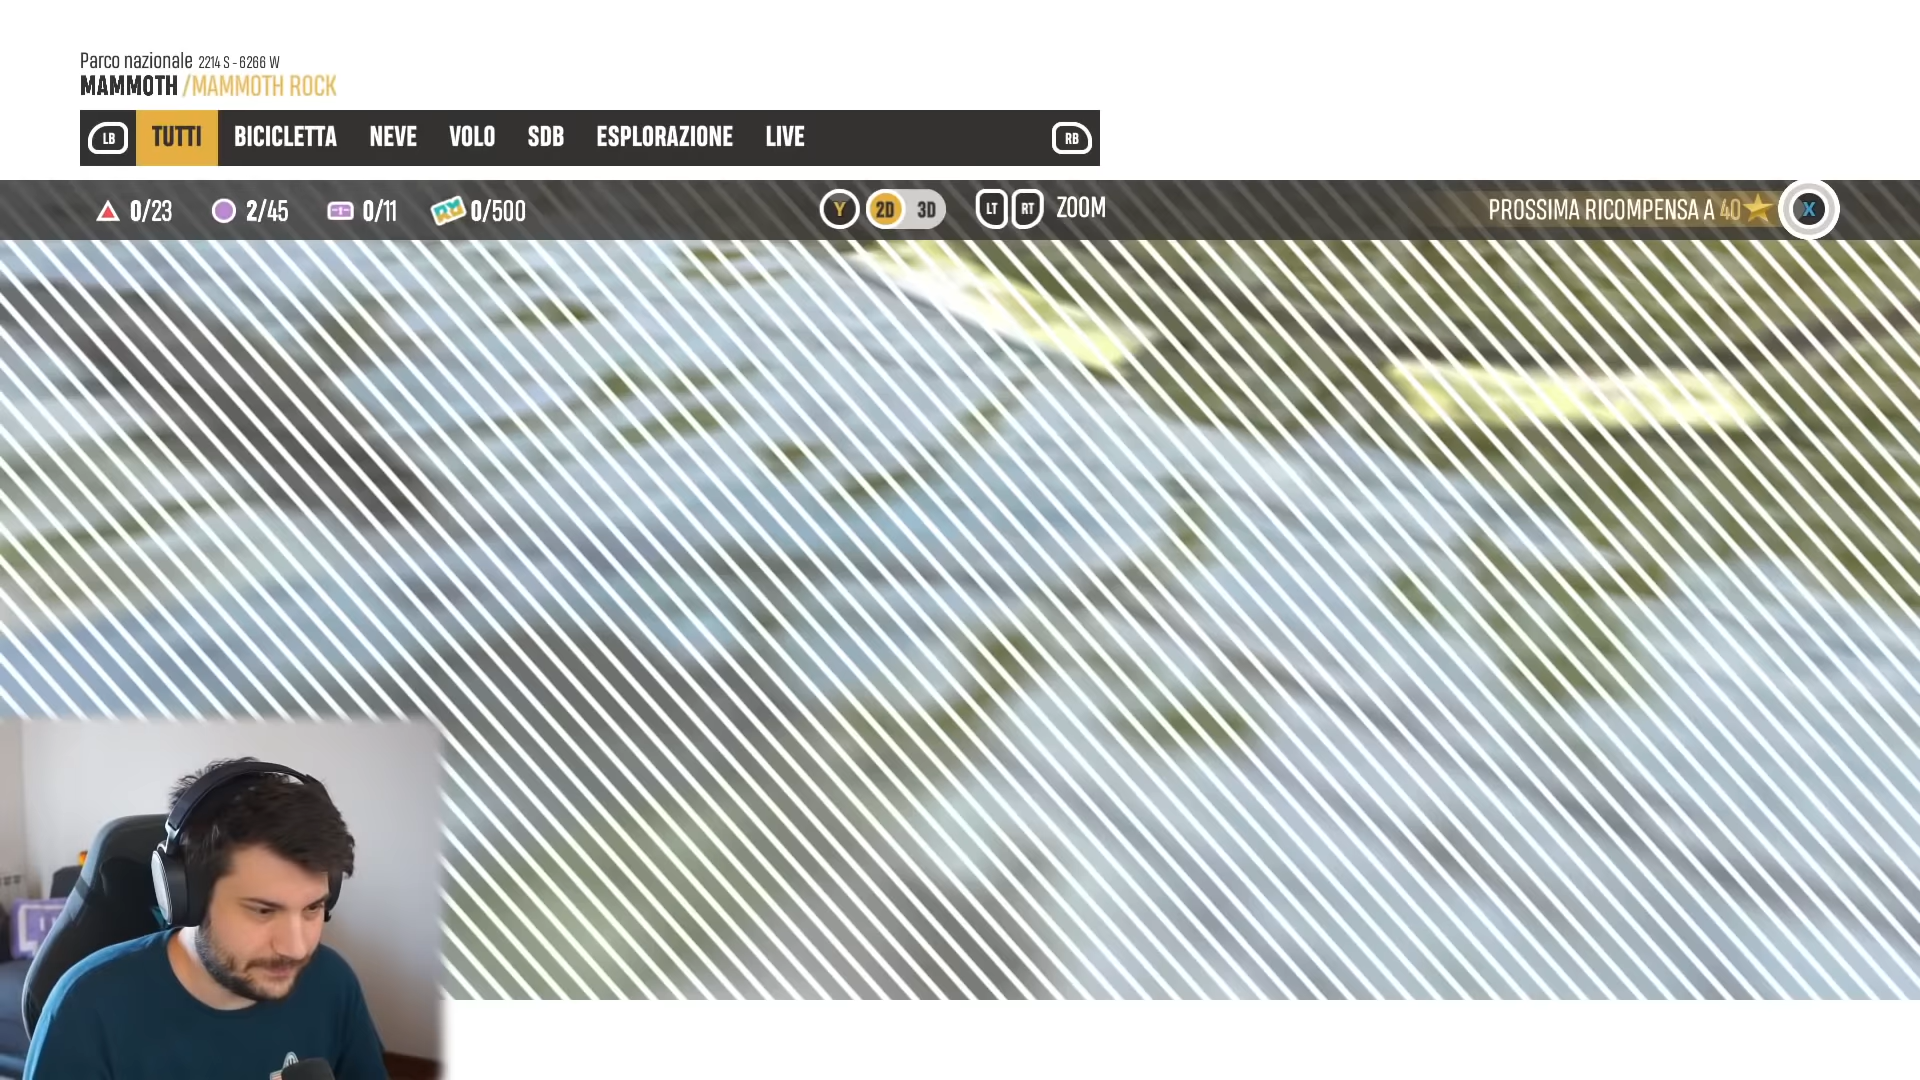 Parco nazionale 2214 S - 6266 W
MAMMOTH /MAMMOTH ROCK
LB TUTTI BICICLETTA NEVE VOLO SDB ESPLORAZIONE LIVE RB
0/23 2/45 0/11 0/500 Y 2D 3D LT RT ZOOM PROSSIMA RICOMPENSA A 40 X